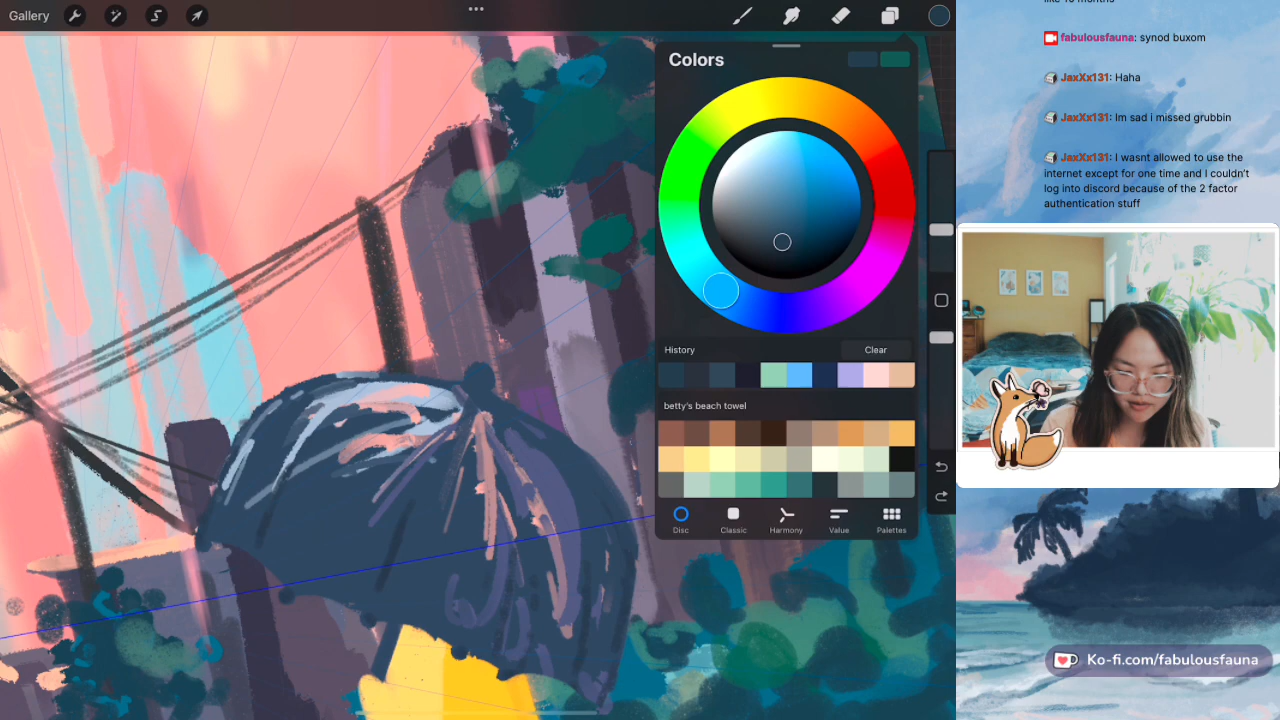 Gallery
Colors
History
Clear
betty's beach towel
Disc
Classic
Harmony
Value
Palettes
fabulousfauna: synod buxom
JaxXx131: Haha
JaxXx131: Im sad i missed grubbin
JaxXx131: I wasnt allowed to use the
internet except for one time and I couldn't
log into discord because of the 2 factor
authentication stuff
Ko-fi.com/fabulousfauna